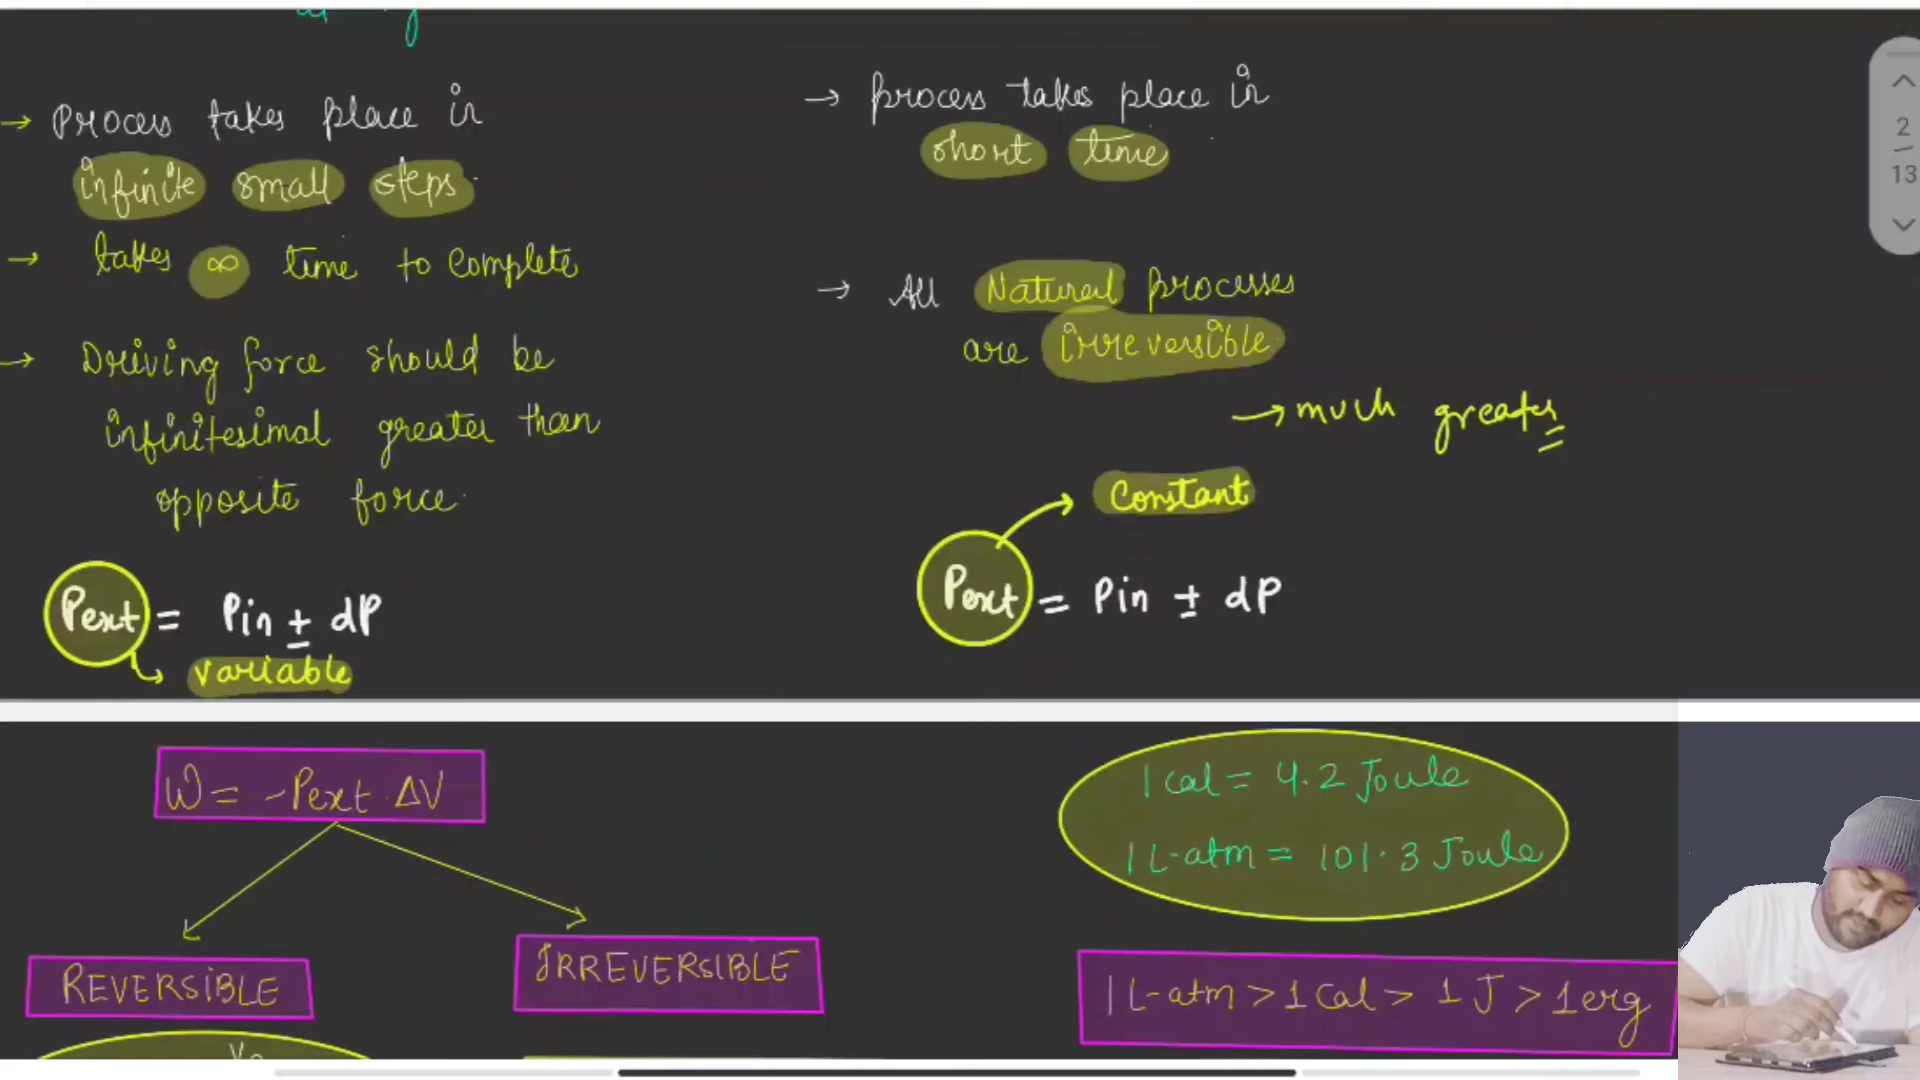 → Process takes place in
infinite small steps.
→ takes ∞ time to complete
→ Driving force should be
infinitesimal greater than
opposite force.
Pext = Pin ± dP
variable
→ process takes place in
short time
→ All Natural processes
are irreversible
→ much greater
Constant
Pext = Pin ± dP
2
13
W = -Pext. ΔV
REVERSIBLE
IRREVERSIBLE
1 Cal = 4.2 Joule
1 L-atm = 101.3 Joule
1 L-atm > 1 Cal > 1 J > 1 erg